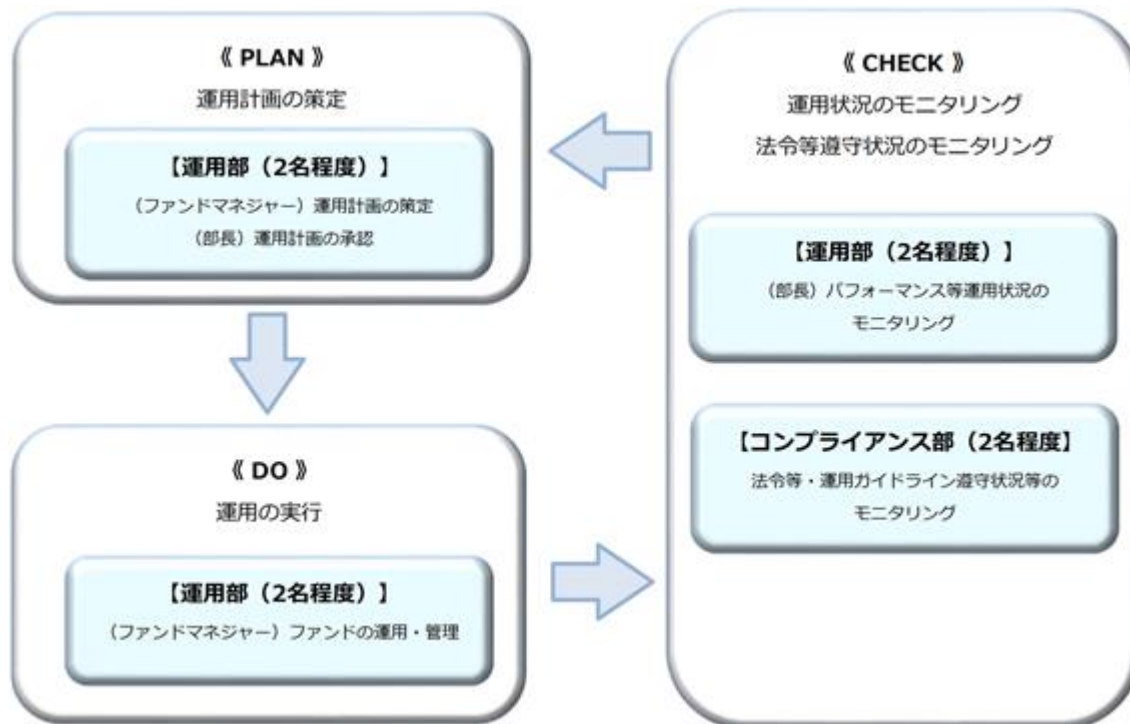 《 PLAN 》
運用計画の策定
【運用部（2名程度）】
（ファンドマネジャー）運用計画の策定
（部長）運用計画の承認
《 DO 》
運用の実行
【運用部（2名程度）】
（ファンドマネジャー）ファンドの運用・管理
《 CHECK 》
運用状況のモニタリング
法令等遵守状況のモニタリング
【運用部（2名程度）】
（部長）パフォーマンス等運用状況の
モニタリング
【コンプライアンス部（2名程度】
法令等・運用ガイドライン遵守状況等の
モニタリング